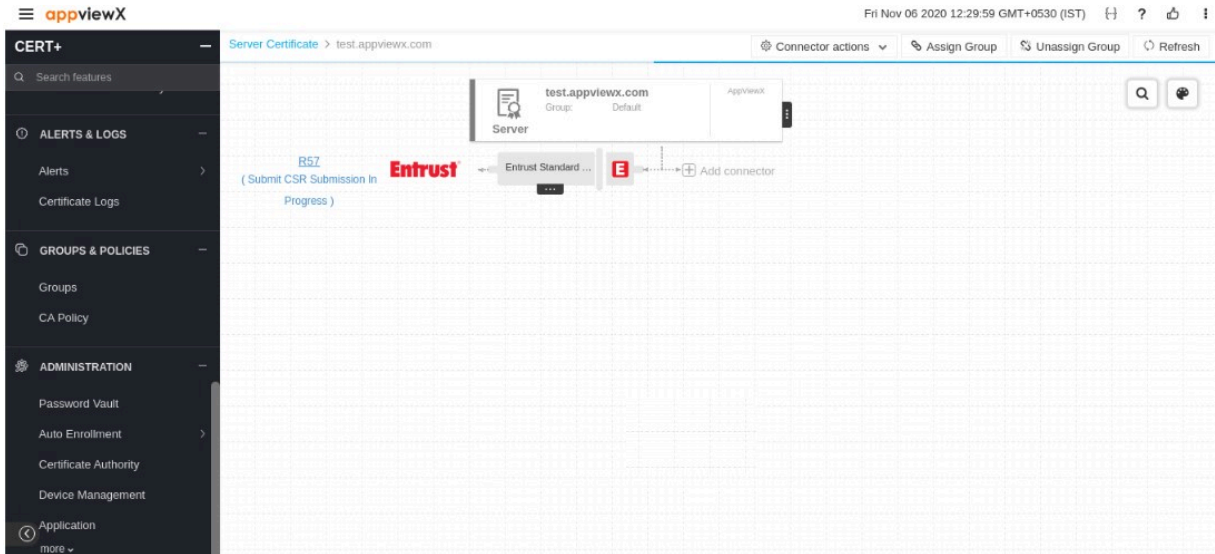 appviewX
Fri Nov 06 2020 12:29:59 GMT+0530 (IST)
?
CERT+
Server Certificate > test.appviewx.com
Connector actions
Assign Group
Unassign Group
Refresh
Search features
ALERTS & LOGS
Alerts
Certificate Logs
GROUPS & POLICIES
Groups
CA Policy
ADMINISTRATION
Password Vault
Auto Enrollment
Certificate Authority
Device Management
Application
more
test.appviewx.com
Group: Default
AppViewX
Server
R57
( Submit CSR Submission In
Progress )
Entrust
Entrust Standard ...
E
Add connector